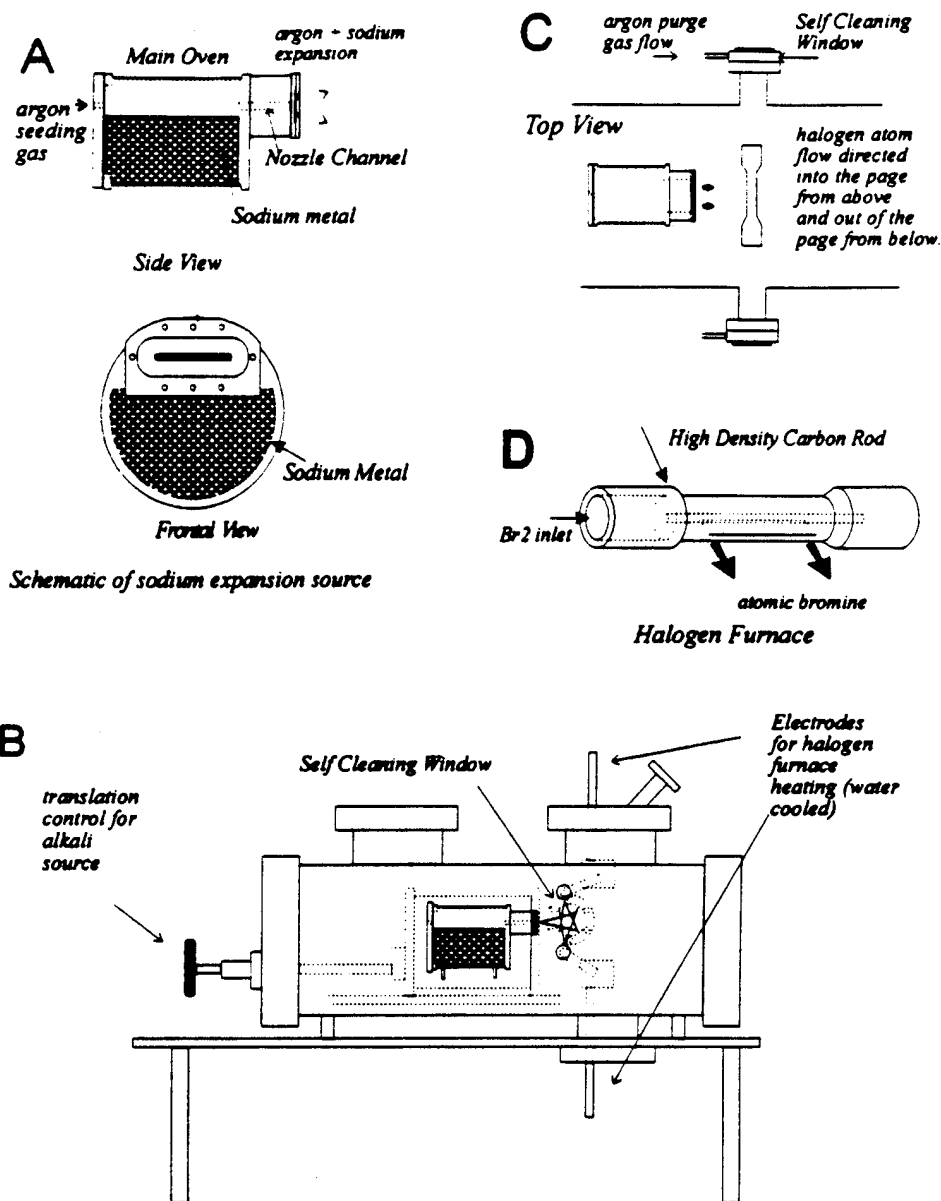 A
Main Oven
argon + sodium
expansion
argon
seeding
gas
Nozzle Channel
Sodium metal
Side View
Sodium Metal
Frontal View
Schematic of sodium expansion source
C
argon purge
gas flow
Self Cleaning
Window
Top View
halogen atom
flow directed
into the page
from above
and out of the
page from below.
D
High Density Carbon Rod
Br2 inlet
atomic bromine
Halogen Furnace
B
translation
control for
alkali
source
Self Cleaning Window
Electrodes
for halogen
furnace
heating (water
cooled)